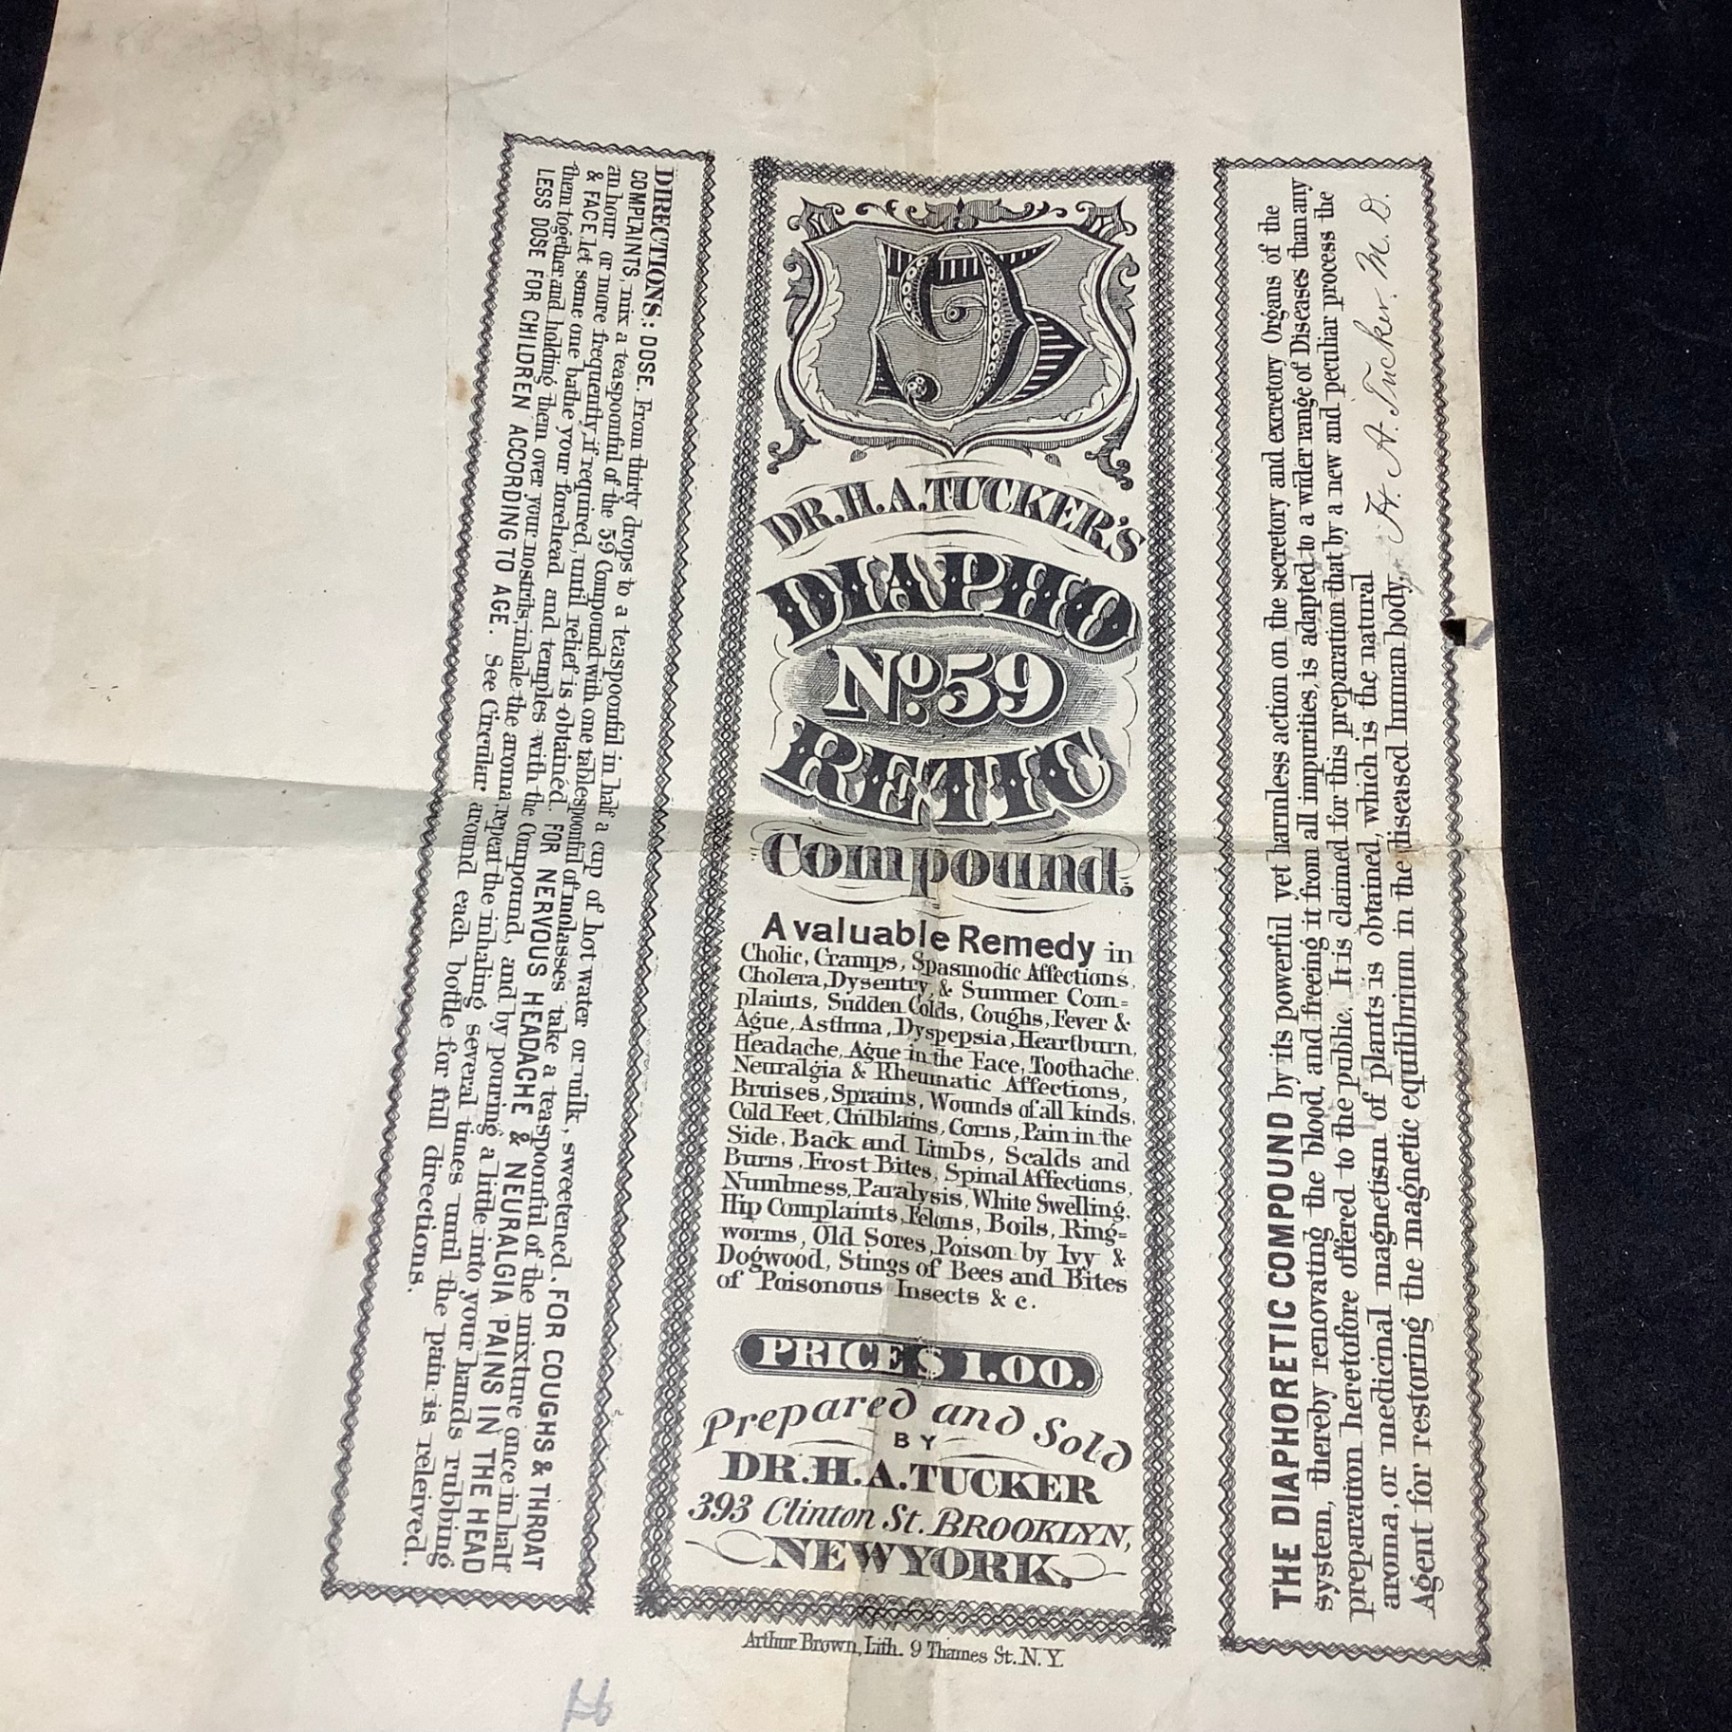 DIRECTIONS: DOSE. From thirty drops to a teaspoonful in half a cup of hot water or milk, sweetened. FOR COUGHS & THROAT
COMPLAINTS, mix a teaspoonful of the 59 Compound with one tablespoonful of molasses take a teaspoonful of the mixture once in half
an hour or more frequently, if required, until relief is obtained. FOR NERVOUS HEADACHE & NEURALGIA PAINS IN THE HEAD
& FACE, let some one bathe your forehead and temples with the Compound, and by pouring a little into your hands rubbing
them together and holding them over your nostrils, inhale the aroma, repeat the inhaling several times until the pain is releived.
LESS DOSE FOR CHILDREN ACCORDING TO AGE. See Circular around each bottle for full directions.
DR. H. A. TUCKER'S
DIAPHO
No. 59
RETIC
Compound.
A valuable Remedy in
Cholic, Cramps, Spasmodic Affections,
Cholera, Dysentry, & Summer Com=
plaints, Sudden Colds, Coughs, Fever &
Ague, Asthma, Dyspepsia, Heartburn,
Headache, Ague in the Face, Toothache.
Neuralgia & Rheumatic Affections,
Bruises, Sprains, Wounds of all kinds,
Cold Feet, Chilblains, Corns, Pain in the
Side, Back and Limbs, Scalds and
Burns, Frost Bites, Spinal Affections,
Numbness, Paralysis, White Swelling,
Hip Complaints, Felons, Boils, Ring=
worms, Old Sores, Poison by Ivy &
Dogwood, Stings of Bees and Bites
of Poisonous Insects & c.
PRICE $ 1.00.
Prepared and Sold
BY
DR. H. A. TUCKER
393 Clinton St. BROOKLYN,
NEW YORK.
Arthur Brown, Lith. 9 Thames St. N. Y.
THE DIAPHORETIC COMPOUND by its powerful yet harmless action on the secretory and excretory Organs of the
system, thereby renovating the blood, and freeing it from all impurities, is adapted to a wider range of Diseases than any
preparation heretofore offered to the public. It is claimed for this preparation that by a new and peculiar process the
aroma, or medicinal magnetism of plants is obtained, which is the natural
Agent for restoring the magnetic equilibrium in the diseased human body.
H. A. Tucker. M. D.